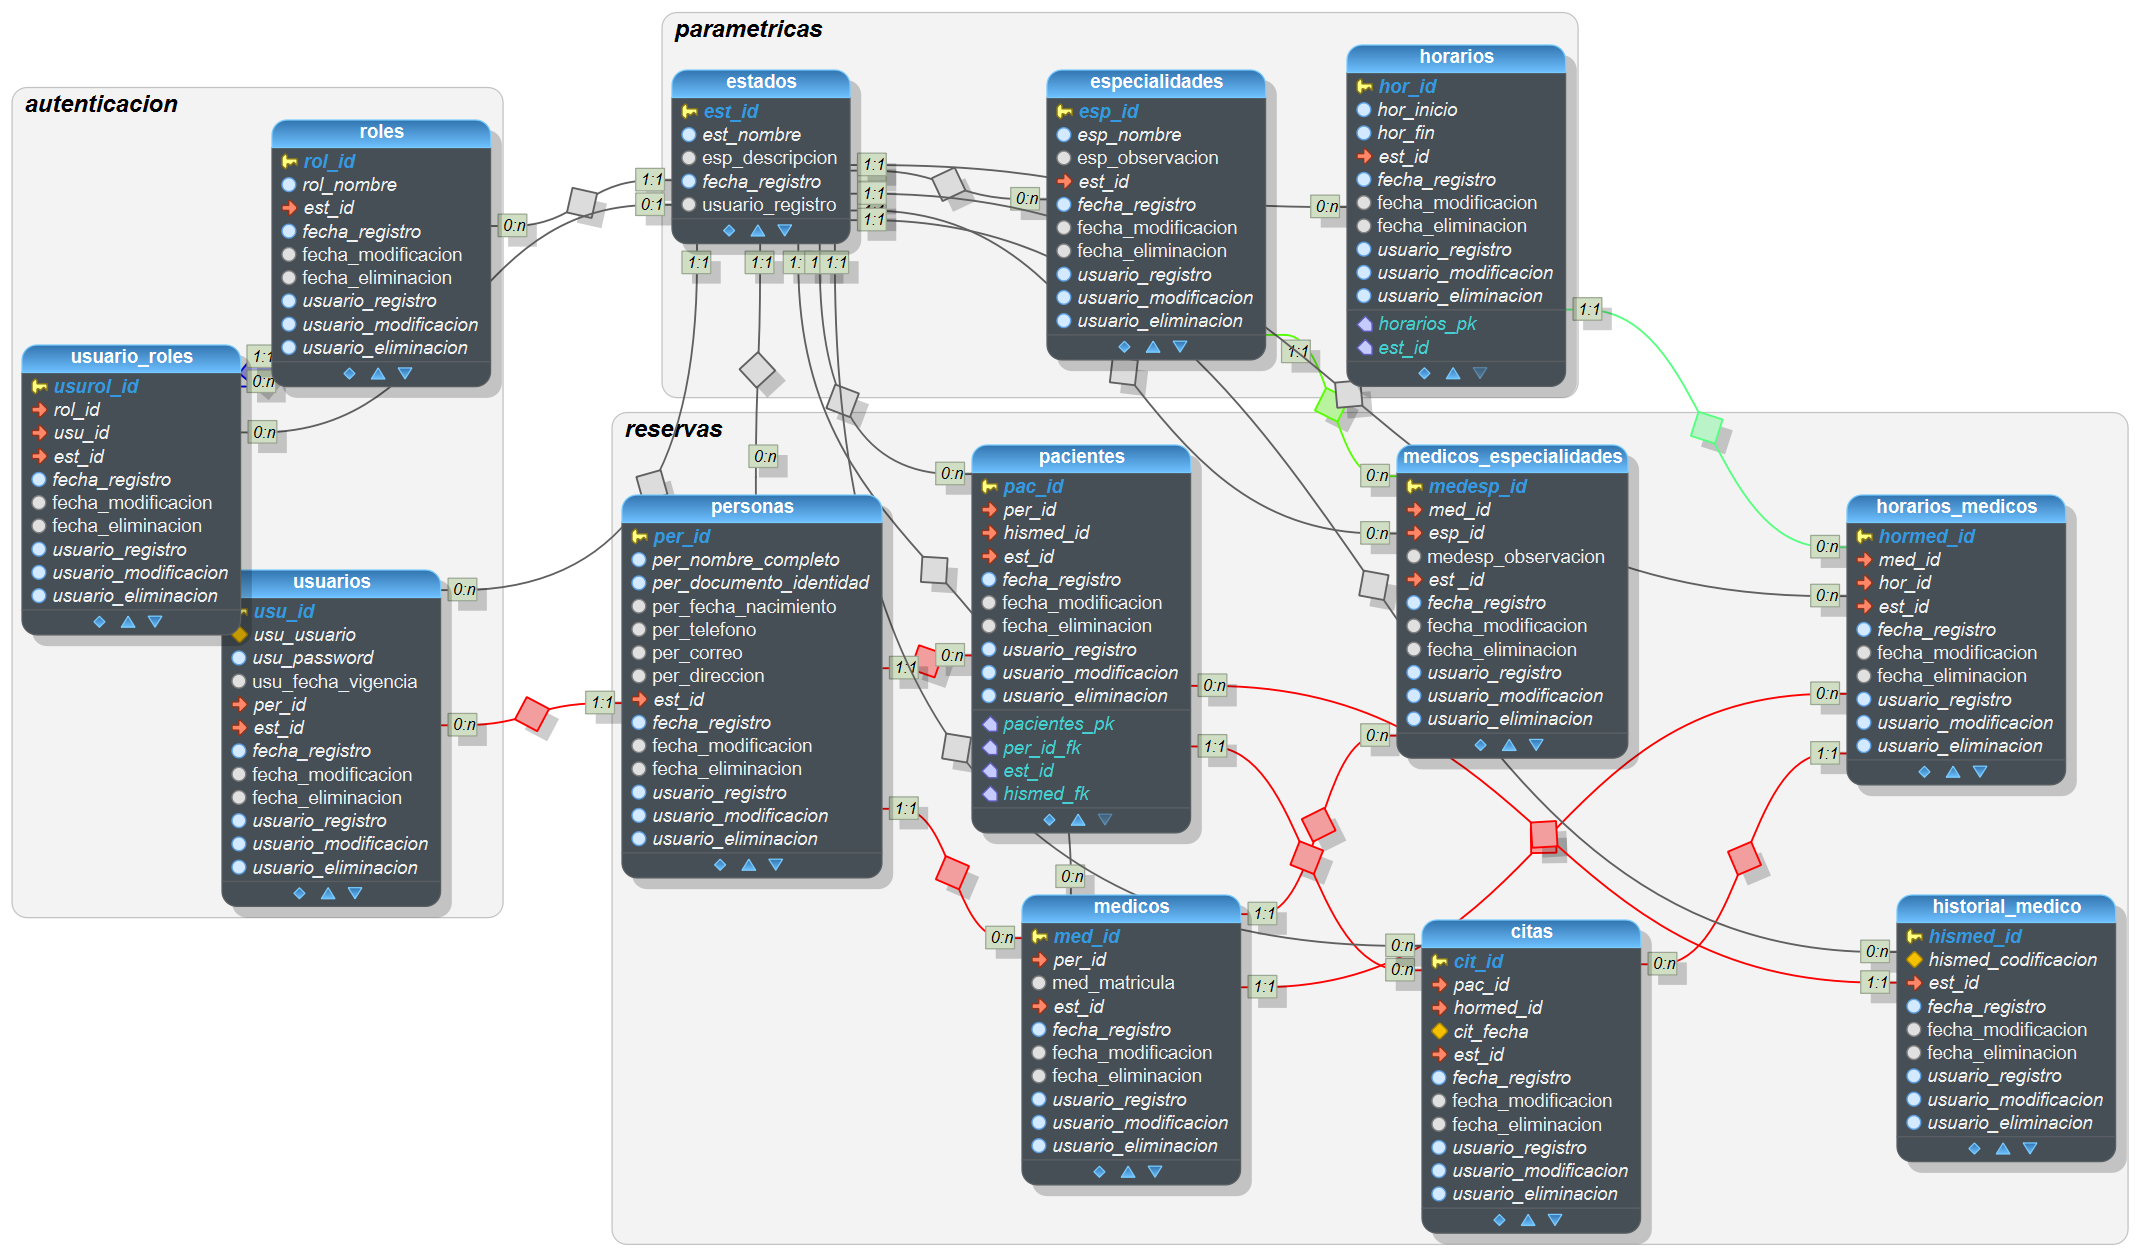 parametricas
autenticacion
reservas
roles
rol_id
rol_nombre
est_id
fecha_registro
fecha_modificacion
fecha_eliminacion
usuario_registro
usuario_modificacion
usuario_eliminacion
usuario_roles
usurol_id
rol_id
usu_id
est_id
fecha_registro
fecha_modificacion
fecha_eliminacion
usuario_registro
usuario_modificacion
usuario_eliminacion
usuarios
usu_id
usu_usuario
usu_password
usu_fecha_vigencia
per_id
est_id
fecha_registro
fecha_modificacion
fecha_eliminacion
usuario_registro
usuario_modificacion
usuario_eliminacion
estados
est_id
est_nombre
esp_descripcion
fecha_registro
usuario_registro
especialidades
esp_id
esp_nombre
esp_observacion
est_id
fecha_registro
fecha_modificacion
fecha_eliminacion
usuario_registro
usuario_modificacion
usuario_eliminacion
horarios
hor_id
hor_inicio
hor_fin
est_id
fecha_registro
fecha_modificacion
fecha_eliminacion
usuario_registro
usuario_modificacion
usuario_eliminacion
horarios_pk
est_id
personas
per_id
per_nombre_completo
per_documento_identidad
per_fecha_nacimiento
per_telefono
per_correo
per_direccion
est_id
fecha_registro
fecha_modificacion
fecha_eliminacion
usuario_registro
usuario_modificacion
usuario_eliminacion
pacientes
pac_id
per_id
hismed_id
est_id
fecha_registro
fecha_modificacion
fecha_eliminacion
usuario_registro
usuario_modificacion
usuario_eliminacion
pacientes_pk
per_id_fk
est_id
hismed_fk
medicos_especialidades
medesp_id
med_id
esp_id
medesp_observacion
est_id
fecha_registro
fecha_modificacion
fecha_eliminacion
usuario_registro
usuario_modificacion
usuario_eliminacion
horarios_medicos
hormed_id
med_id
hor_id
est_id
fecha_registro
fecha_modificacion
fecha_eliminacion
usuario_registro
usuario_modificacion
usuario_eliminacion
medicos
med_id
per_id
med_matricula
est_id
fecha_registro
fecha_modificacion
fecha_eliminacion
usuario_registro
usuario_modificacion
usuario_eliminacion
citas
cit_id
pac_id
hormed_id
cit_fecha
est_id
fecha_registro
fecha_modificacion
fecha_eliminacion
usuario_registro
usuario_modificacion
usuario_eliminacion
historial_medico
hismed_id
hismed_codificacion
est_id
fecha_registro
fecha_modificacion
fecha_eliminacion
usuario_registro
usuario_modificacion
usuario_eliminacion
1:1
0:1
0:n
0:n
0:n
1:1
1:1
1:1
0:n
0:n
1:1
1:1
1:1
1:1
1:1
0:n
0:n
0:n
0:n
0:n
1:1
0:n
0:n
0:n
1:1
1:1
0:n
0:n
1:1
0:n
0:n
1:1
1:1
0:n
0:n
1:1
1:1
0:n
0:n
0:n
0:n
1:1